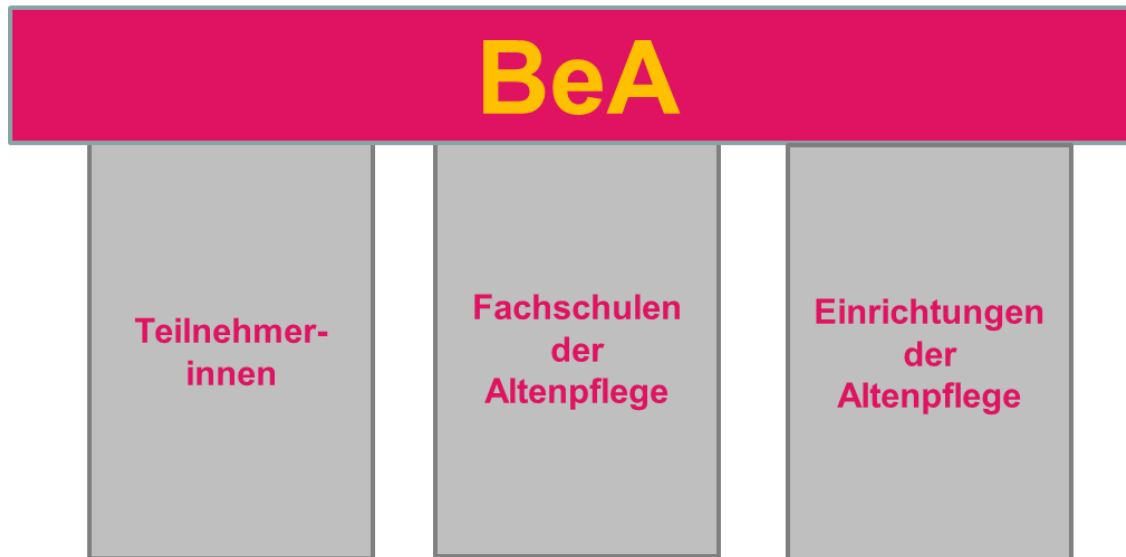 BeA
Teilnehmer-
innen
Fachschulen
der
Altenpflege
Einrichtungen
der
Altenpflege